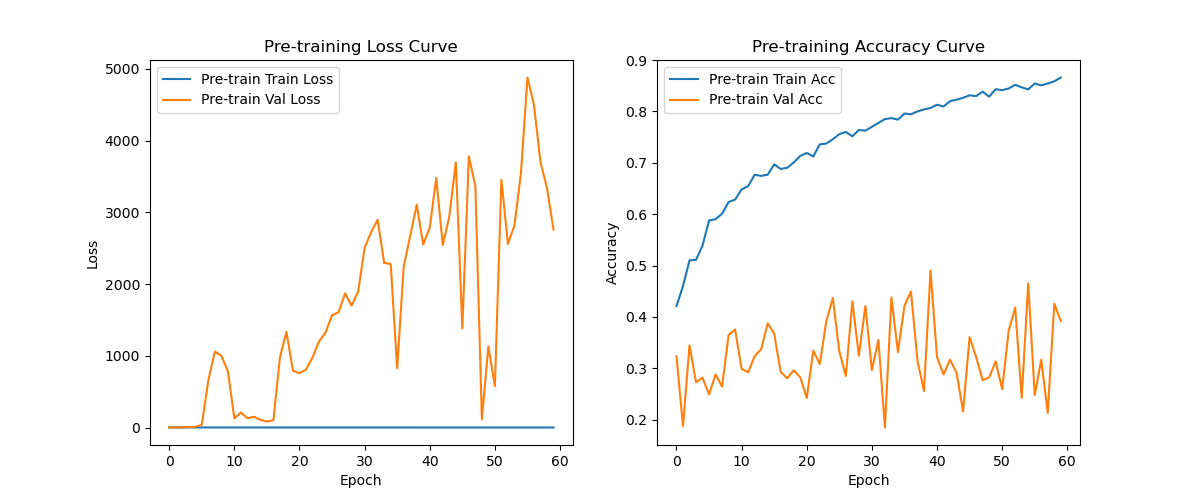 Pre-training Loss Curve
Pre-train Train Loss
Pre-train Val Loss
5000
4000
3000
2000
1000
0
Loss
0 10 20 30 40 50 60
Epoch
Pre-training Accuracy Curve
Pre-train Train Acc
Pre-train Val Acc
0.9
0.8
0.7
0.6
0.5
0.4
0.3
0.2
Accuracy
0 10 20 30 40 50 60
Epoch